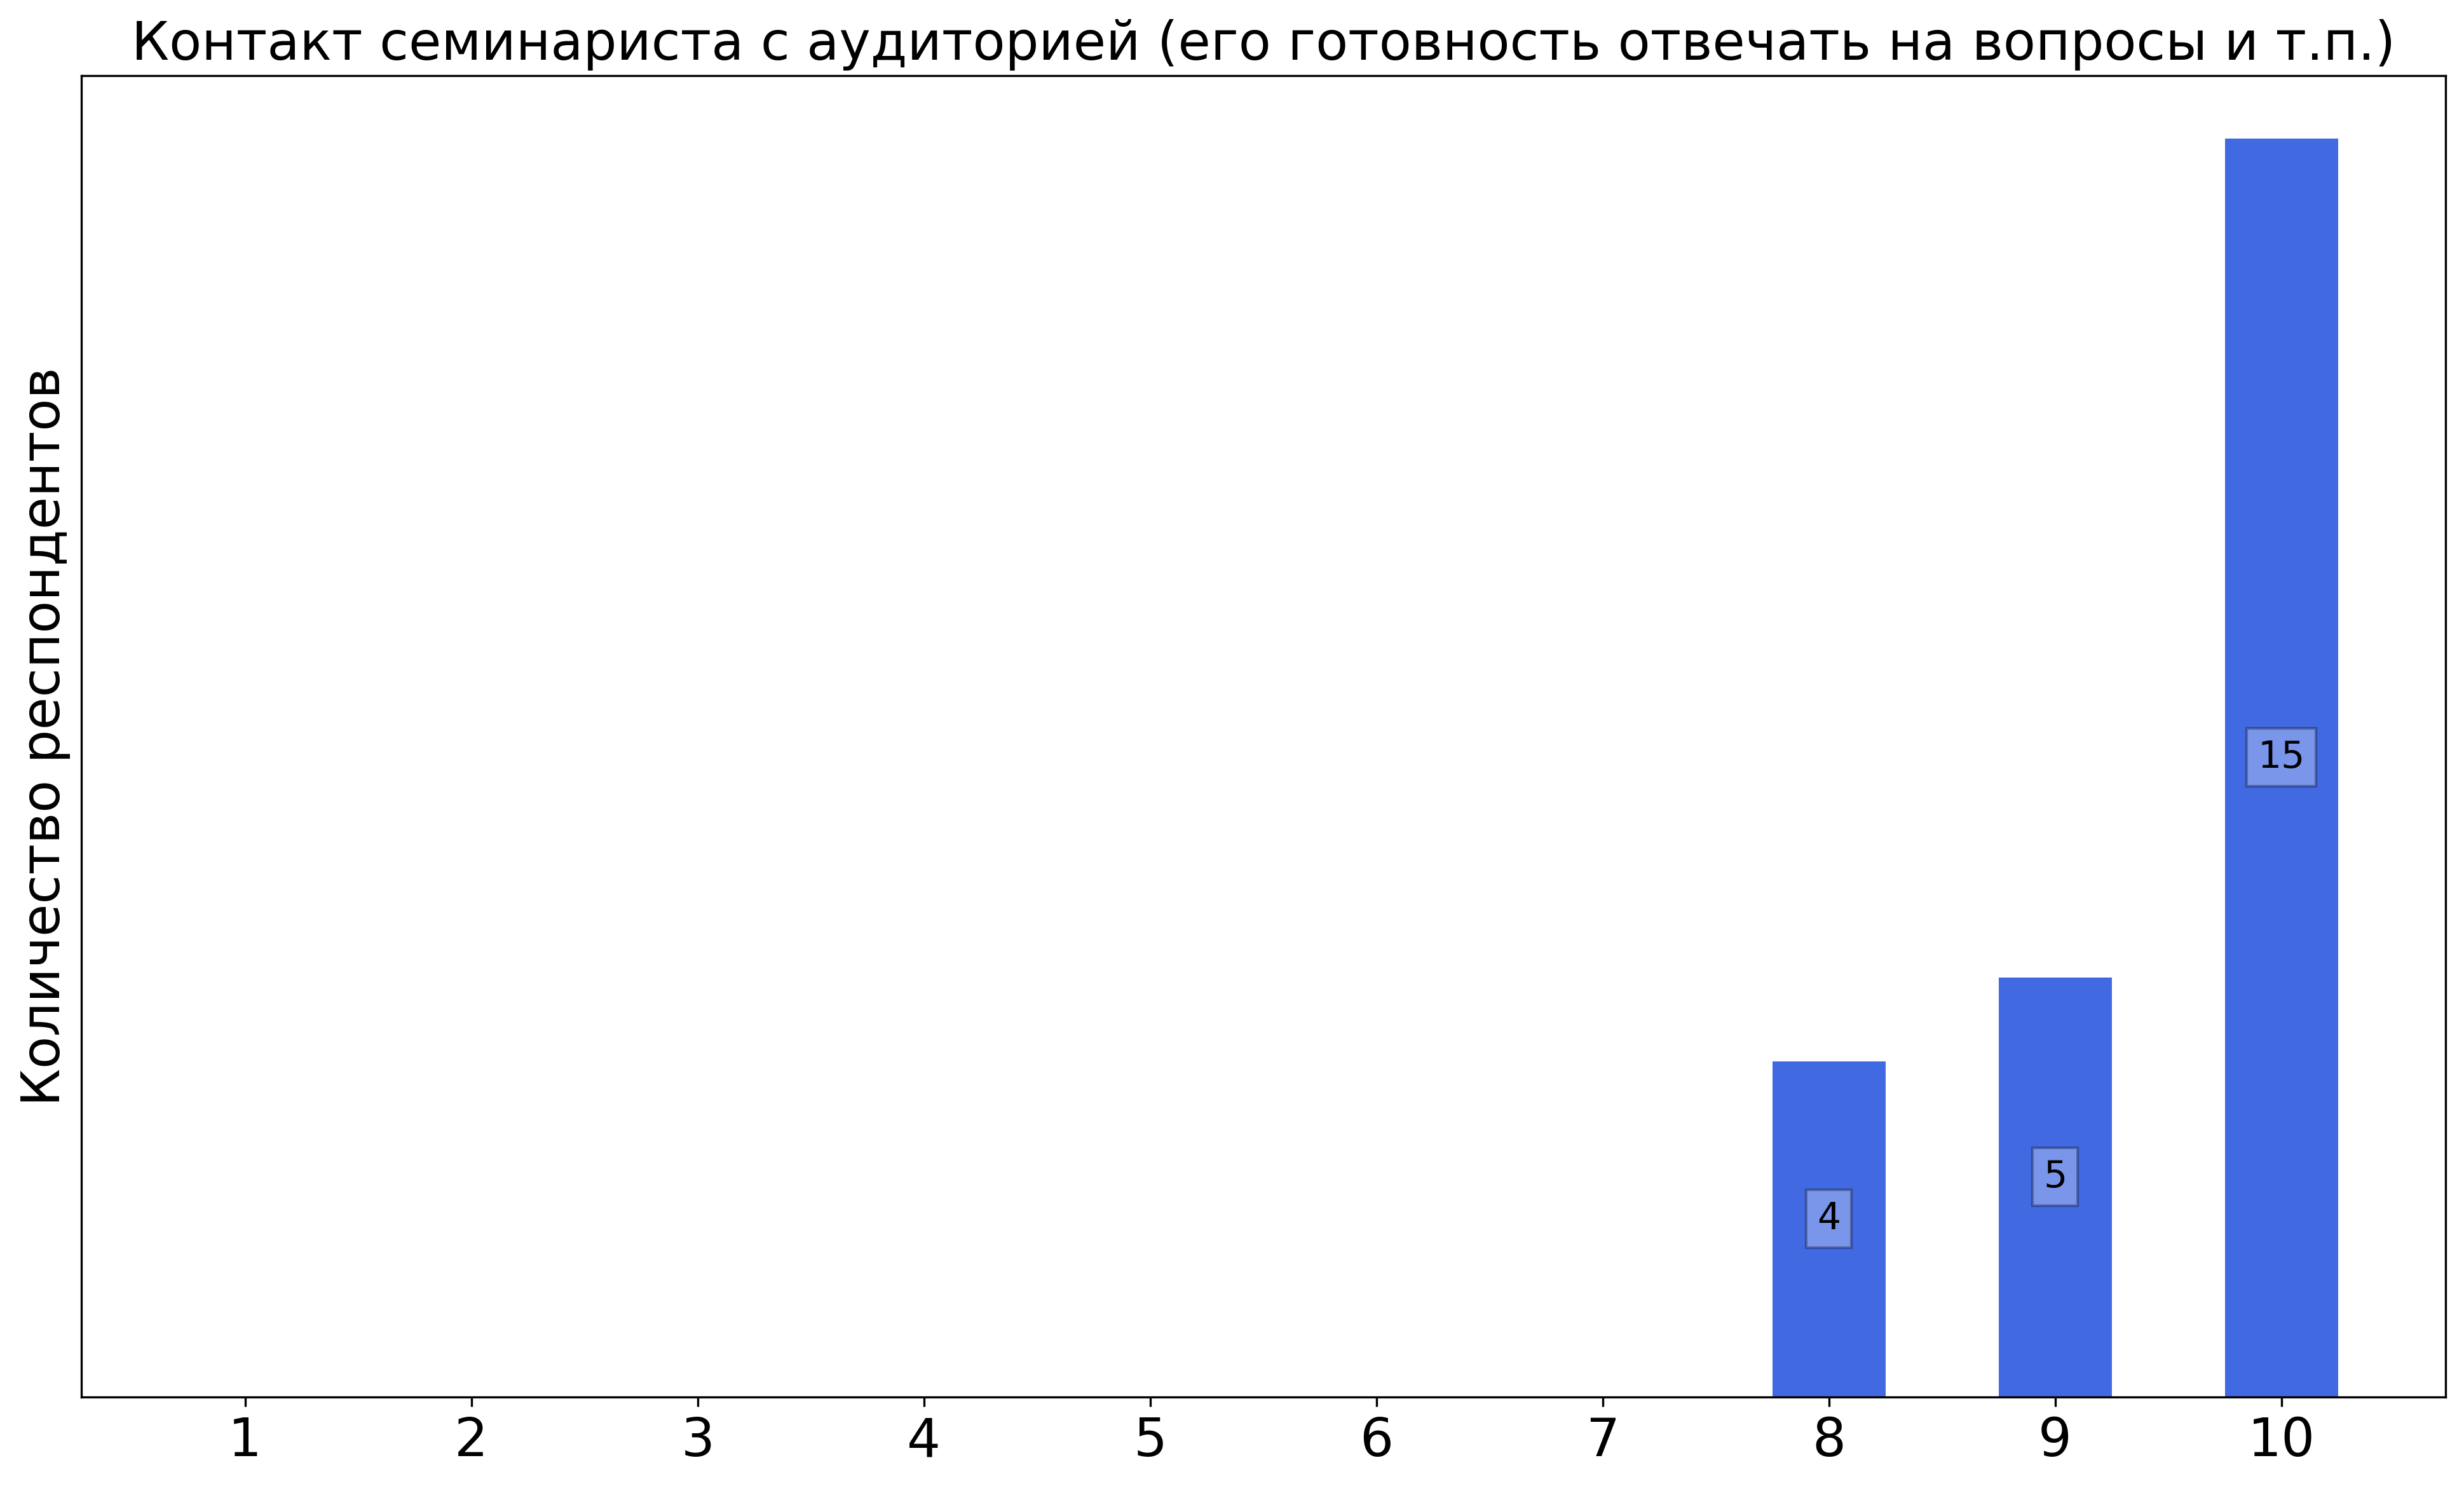 Контакт семинариста с аудиторией (его готовность отвечать на вопросы и т.п.)
Количество респондентов
15
5
4
1 2 3 4 5 6 7 8 9 10